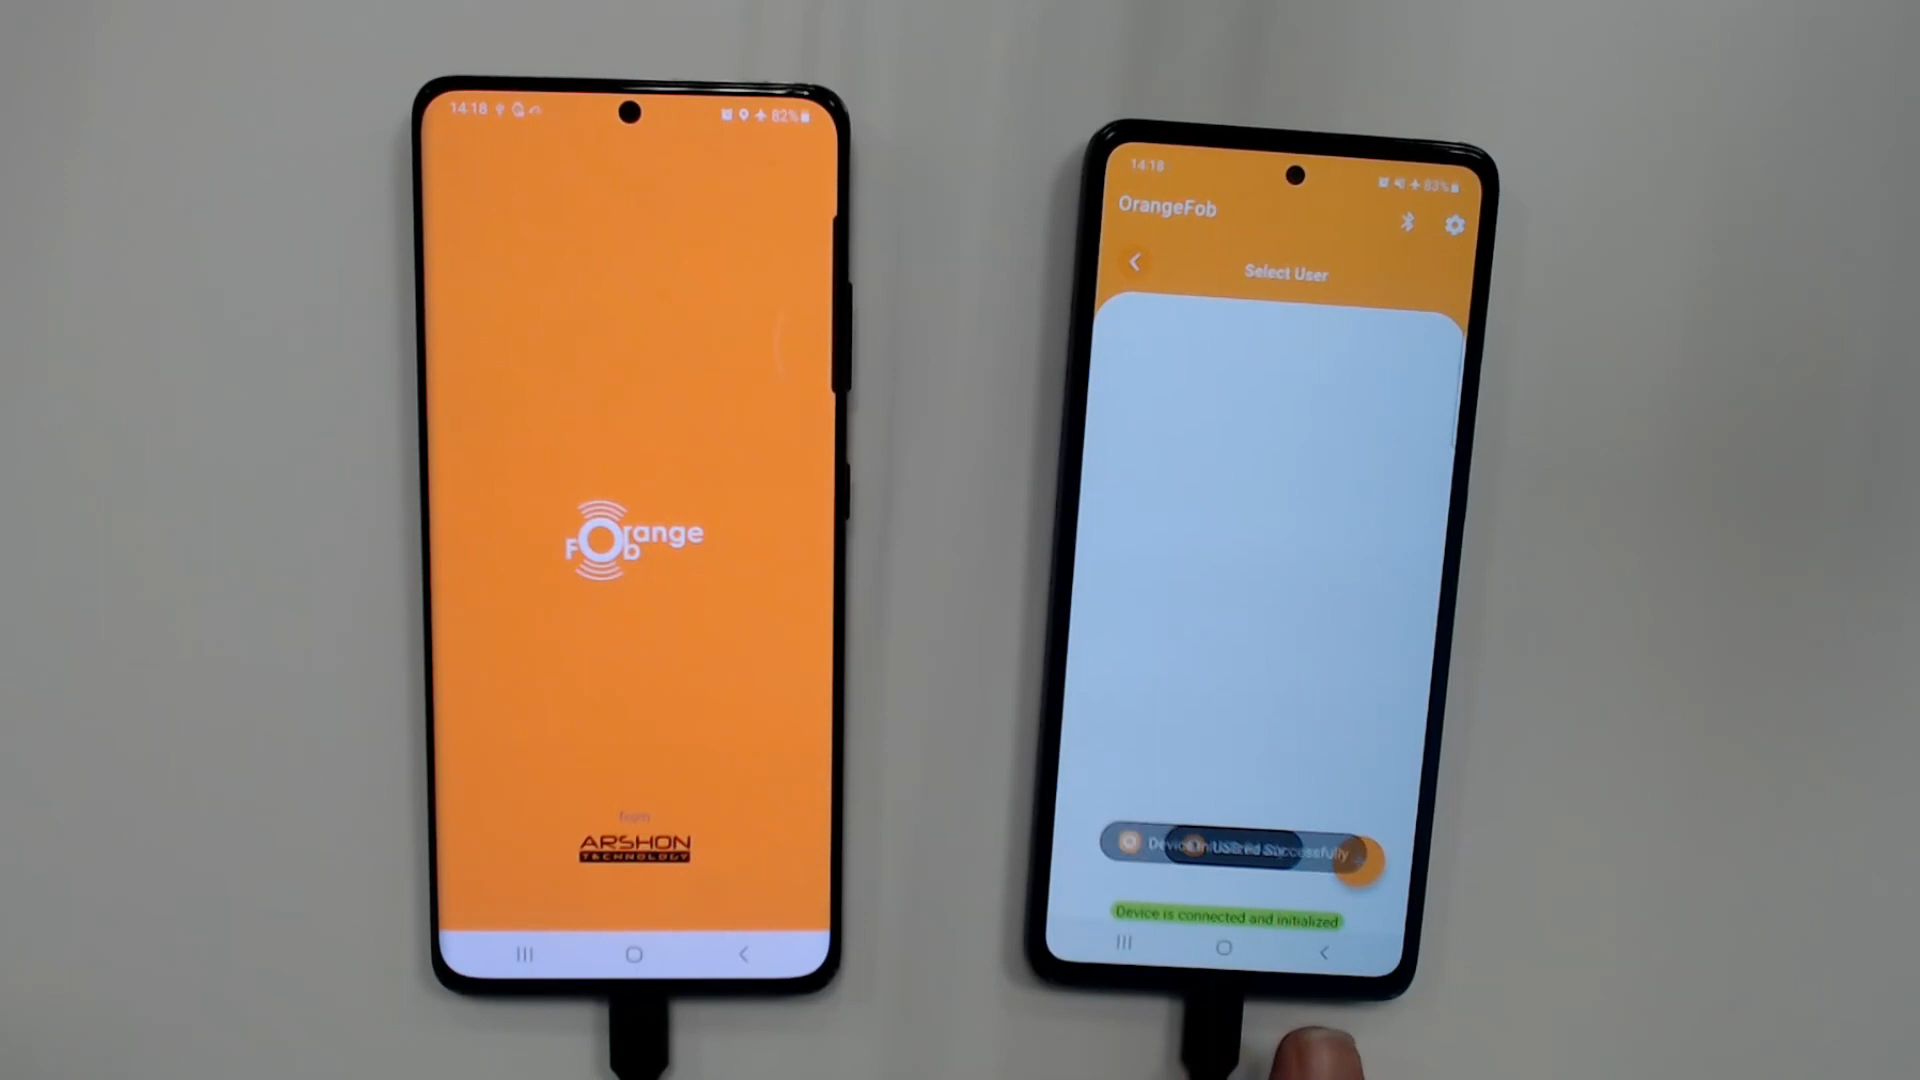 14:18
82%
Orange
Fob
from
ARSHON
TECHNOLOGY
14:18
83%
OrangeFob
Select User
Successfully
Device is connected and initialized